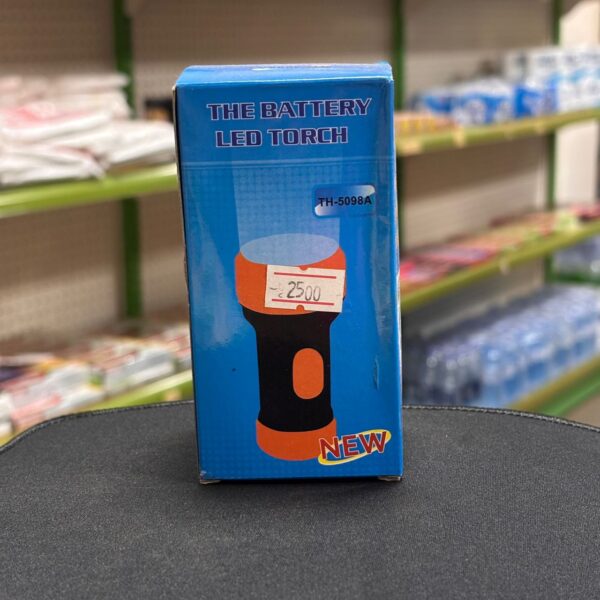 THE BATTERY
LED TORCH
TH-5098A
2500
NEW